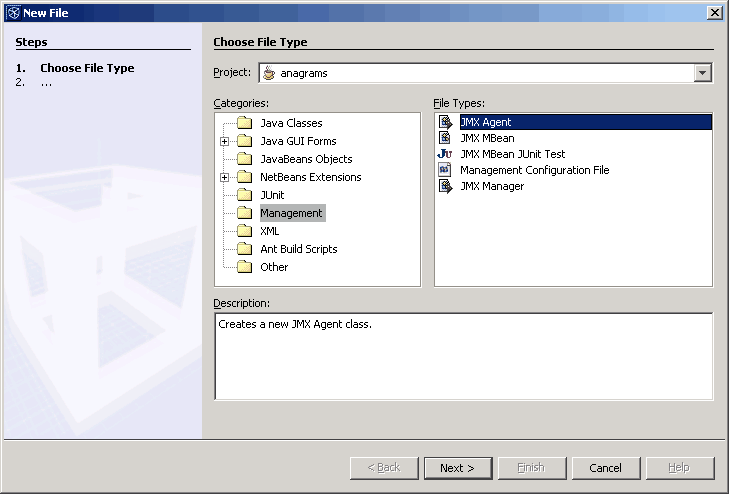 New File
Steps
1. Choose File Type
2. ...
Choose File Type
Project: anagrams
Categories:
Java Classes
Java GUI Forms
JavaBeans Objects
NetBeans Extensions
JUnit
Management
XML
Ant Build Scripts
Other
File Types:
JMX Agent
JMX MBean
JU JMX MBean JUnit Test
Management Configuration File
JMX Manager
Description:
Creates a new JMX Agent class.
< Back Next > Finish Cancel Help